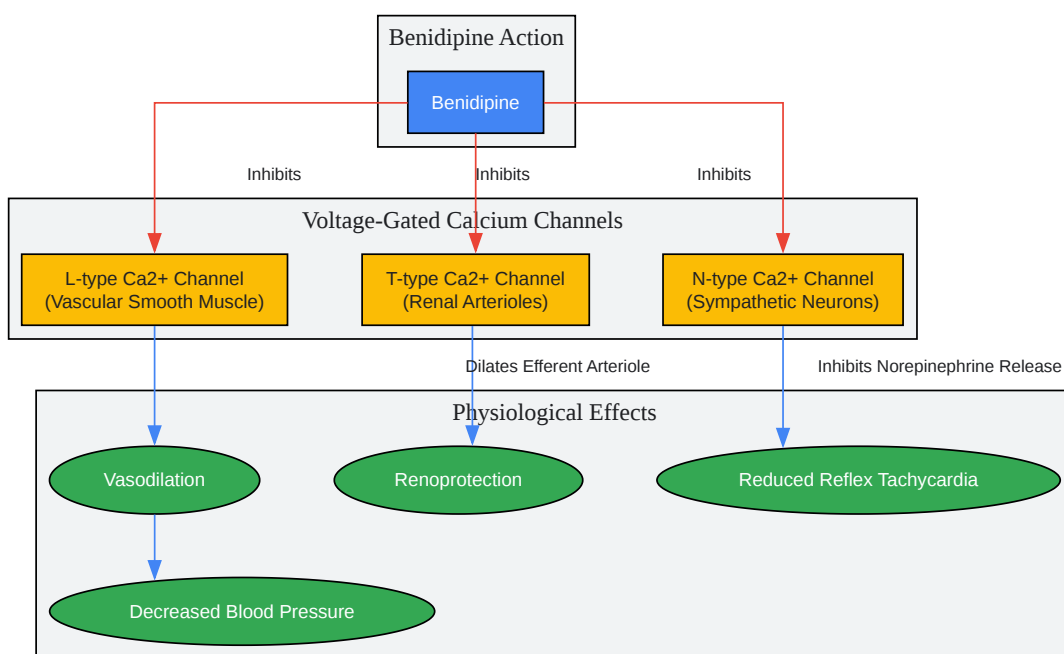 Benidipine Action
Benidipine
Inhibits
Inhibits
Inhibits
Voltage-Gated Calcium Channels
L-type Ca2+ Channel
(Vascular Smooth Muscle)
T-type Ca2+ Channel
(Renal Arterioles)
N-type Ca2+ Channel
(Sympathetic Neurons)
Dilates Efferent Arteriole
Inhibits Norepinephrine Release
Physiological Effects
Vasodilation
Renoprotection
Reduced Reflex Tachycardia
Decreased Blood Pressure